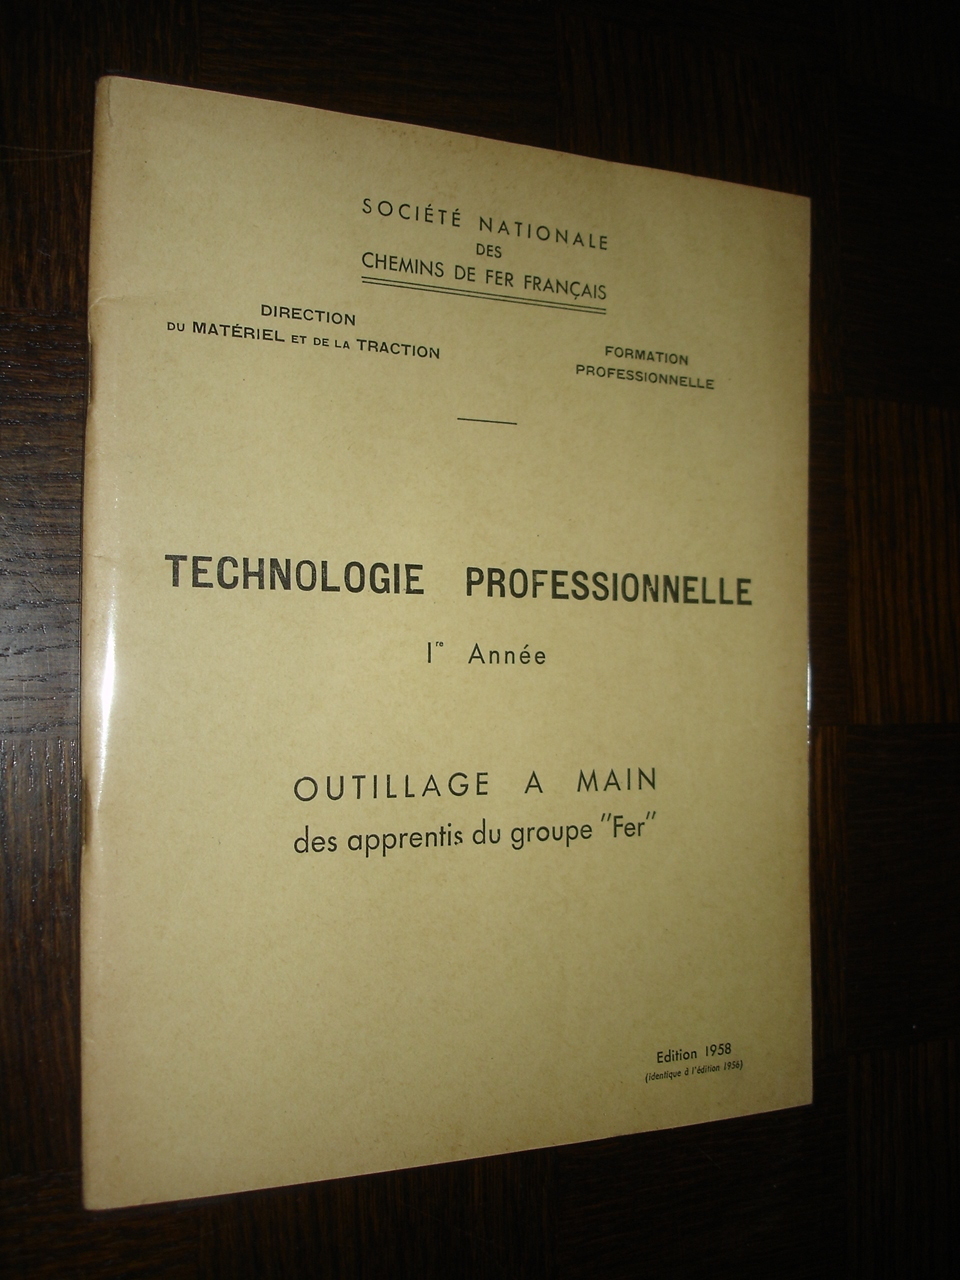 SOCIÉTÉ NATIONALE
DES
CHEMINS DE FER FRANÇAIS
DIRECTION
DU MATÉRIEL ET DE LA TRACTION
FORMATION
PROFESSIONNELLE
TECHNOLOGIE PROFESSIONNELLE
1re Année
OUTILLAGE A MAIN
des apprentis du groupe "Fer"
Edition 1958
(identique à l'édition 1956)